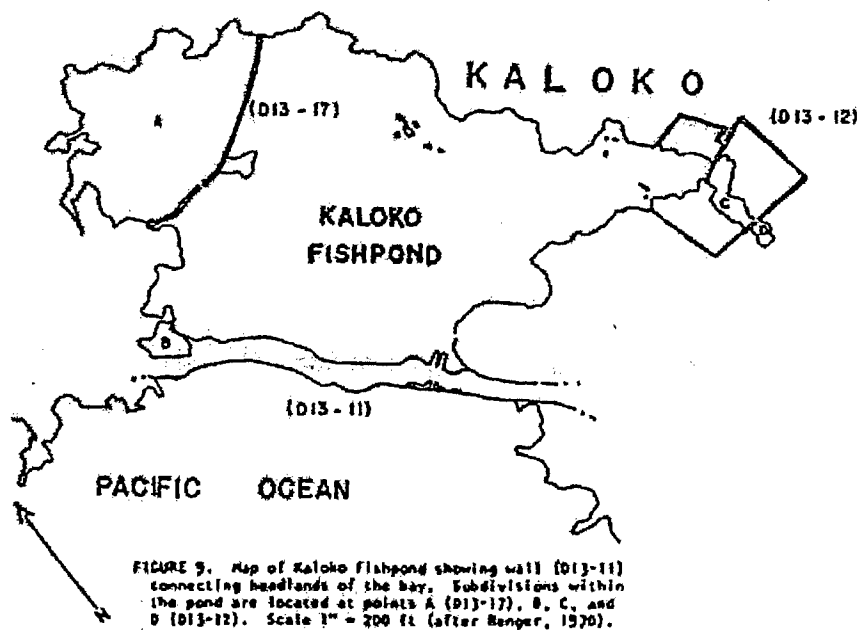 KALOKO
(D13-17)
(D13-12)
A
KALOKO
FISHPOND
C
D
B
(D13-11)
PACIFIC OCEAN
N
FIGURE 9. Map of Kaloko Fishpond showing wall (D13-11)
connecting headlands of the bay. Subdivisions within
the pond are located at points A (D13-17), B, C, and
D (D13-12). Scale 1" = 200 ft (after Renger, 1970).